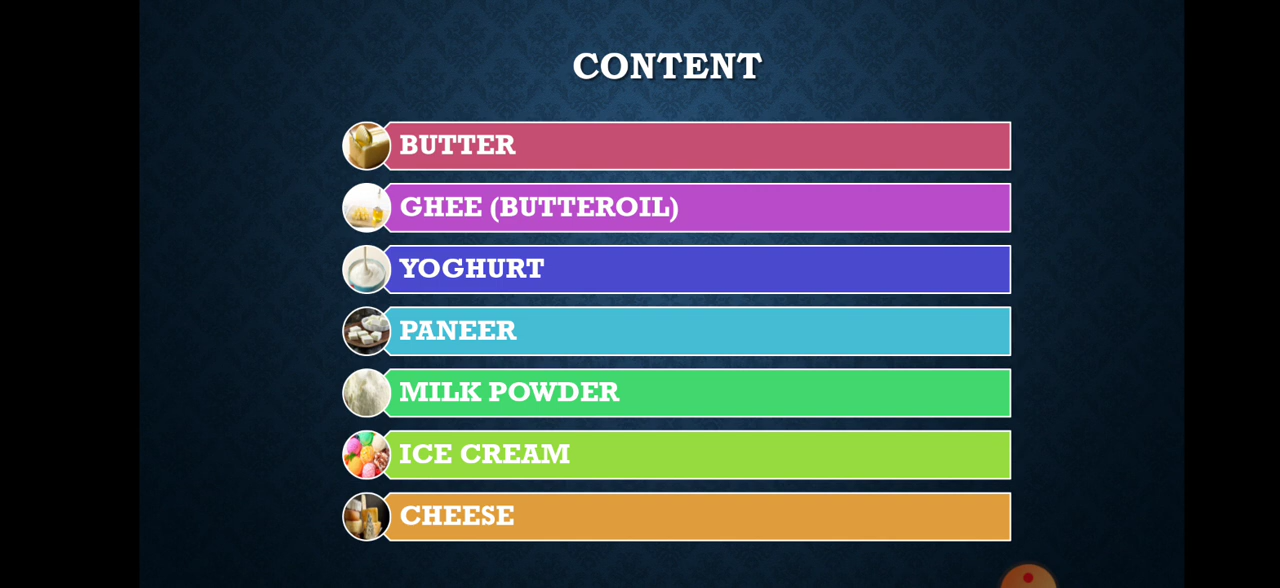 CONTENT
BUTTER
GHEE (BUTTEROIL)
YOGHURT
PANEER
MILK POWDER
ICE CREAM
CHEESE